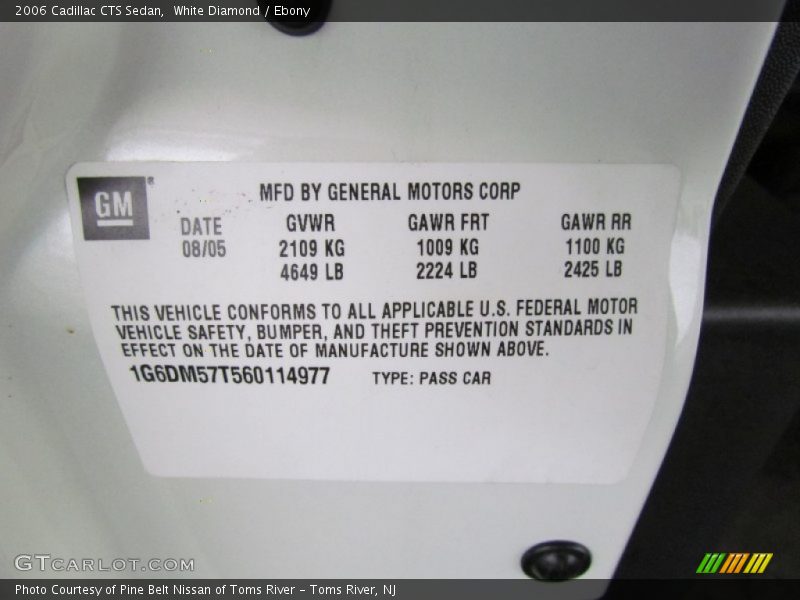 2006 Cadillac CTS Sedan,  White Diamond / Ebony
GM
MFD BY GENERAL MOTORS CORP
DATE GVWR GAWR FRT GAWR RR
08/05 2109 KG 1009 KG 1100 KG
4649 LB 2224 LB 2425 LB
THIS VEHICLE CONFORMS TO ALL APPLICABLE U.S. FEDERAL MOTOR
VEHICLE SAFETY, BUMPER, AND THEFT PREVENTION STANDARDS IN
EFFECT ON THE DATE OF MANUFACTURE SHOWN ABOVE.
1G6DM57T560114977 TYPE: PASS CAR
GTCARLOT.COM
Photo Courtesy of Pine Belt Nissan of Toms River – Toms River, NJ